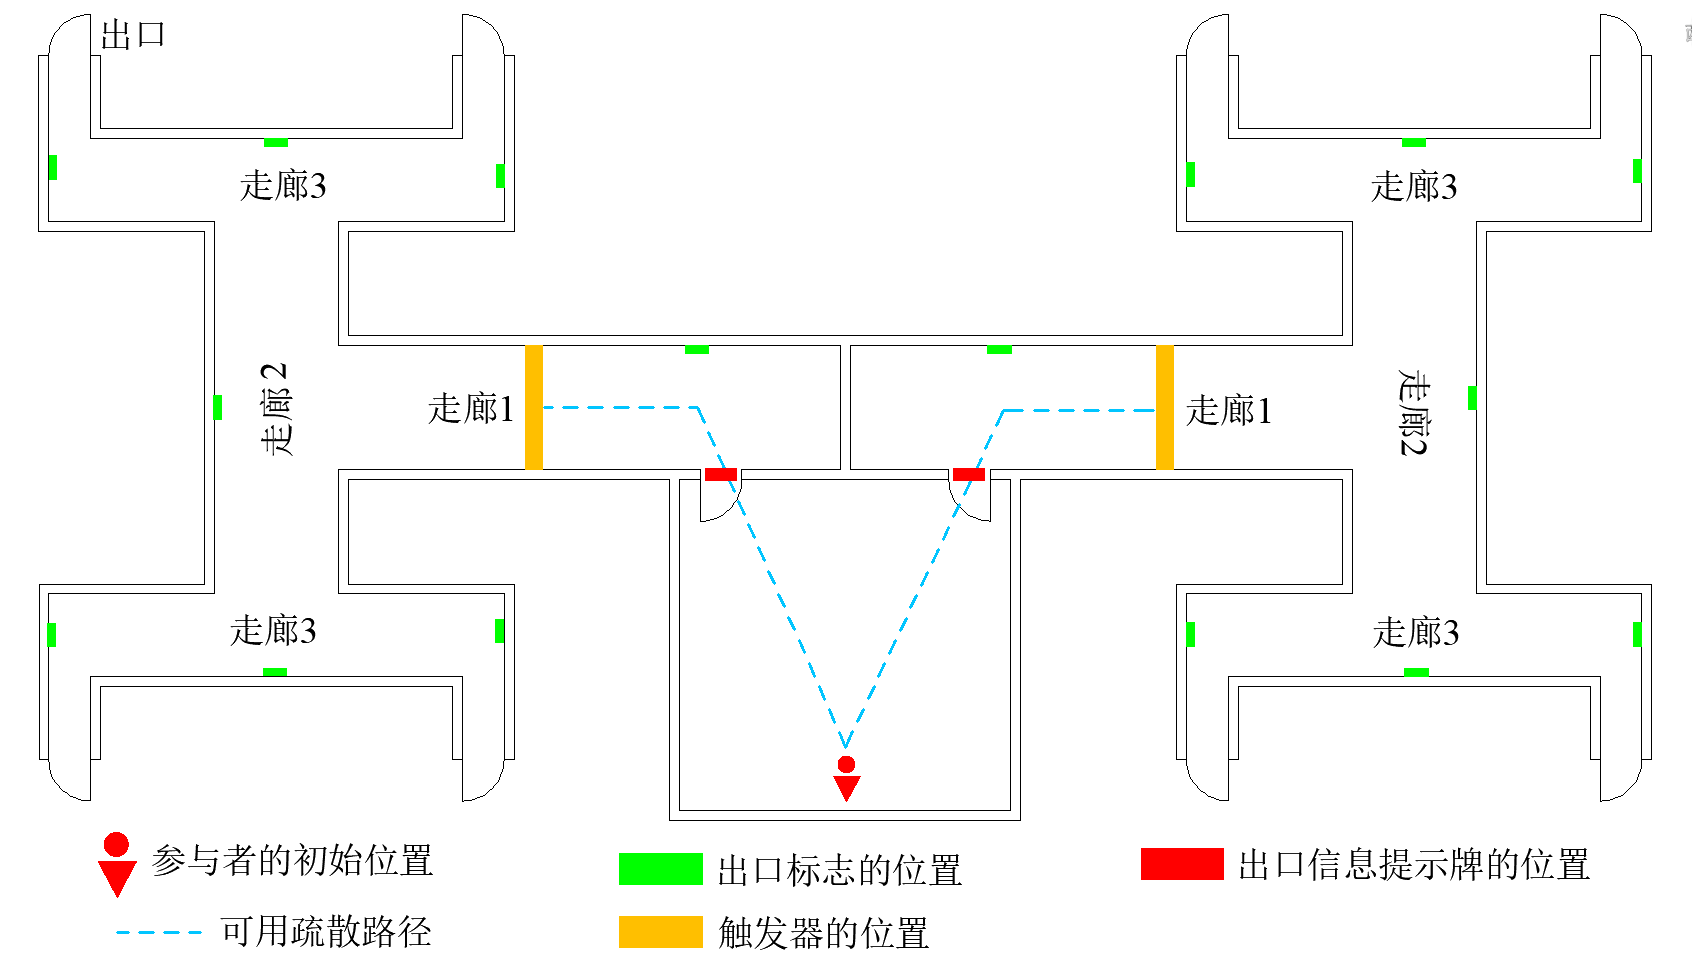 出口
走廊3
走廊3
走廊2
走廊1
走廊1
走廊2
走廊3
走廊3
参与者的初始位置
出口标志的位置
出口信息提示牌的位置
可用疏散路径
触发器的位置